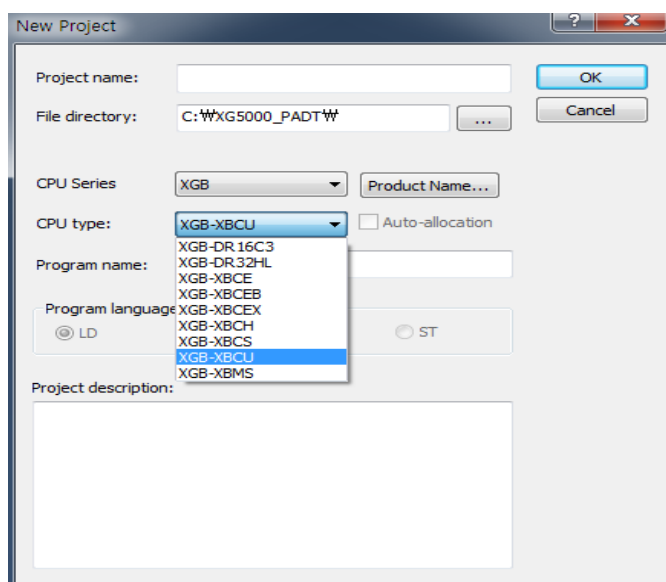 New Project
Project name:
OK
File directory:
C:₩XG5000_PADT₩
...
Cancel
CPU Series
XGB
Product Name...
CPU type:
XGB-XBCU
Auto-allocation
XGB-DR16C3
XGB-DR32HL
XGB-XBCE
XGB-XBCEB
XGB-XBCEX
XGB-XBCH
XGB-XBCS
XGB-XBCU
XGB-XBMS
Program name:
Program language
LD
ST
Project description: